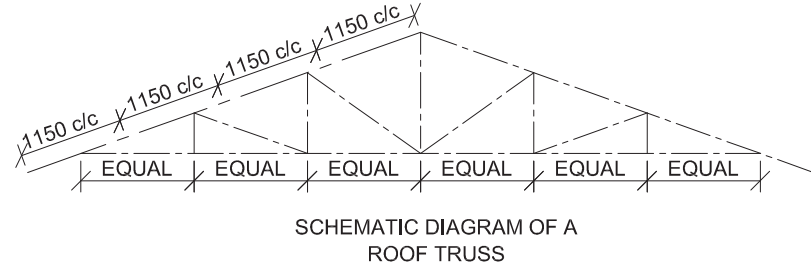 1150 c/c
1150 c/c
1150 c/c
1150 c/c
EQUAL EQUAL EQUAL EQUAL EQUAL EQUAL
SCHEMATIC DIAGRAM OF A
ROOF TRUSS